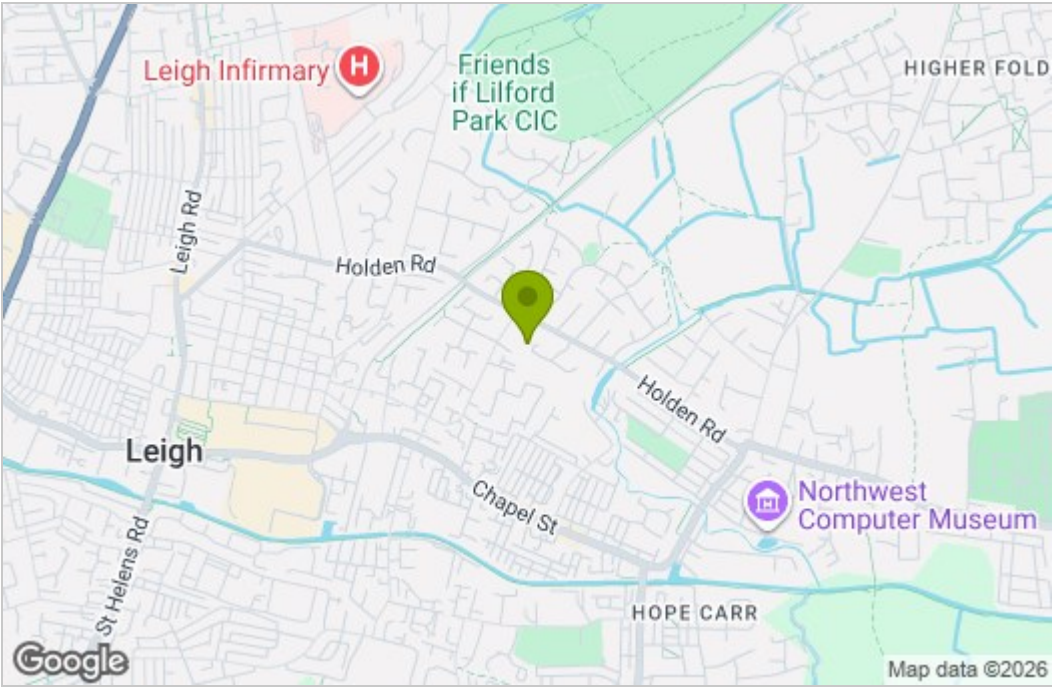 Leigh Infirmary
H
Friends
if Lilford
Park CIC
HIGHER FOLD
Leigh Rd
Holden Rd
Holden Rd
Leigh
Chapel St
Northwest
Computer Museum
St Helens Rd
HOPE CARR
Google
Map data ©2026